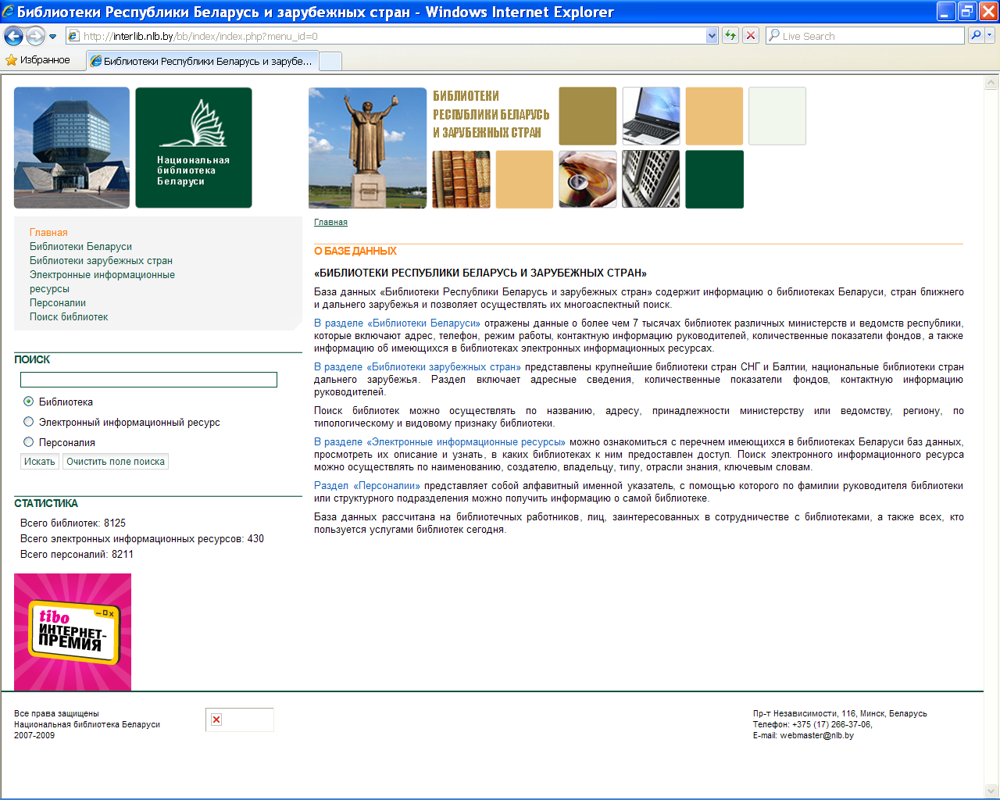 Библиотеки Республики Беларусь и зарубежных стран - Windows Internet Explorer
http://interlib.nlb.by/bb/index/index.php?menu_id=0
Live Search
Избранное
Библиотеки Республики Беларусь и зарубе...
Национальная
библиотека
Беларуси
БИБЛИОТЕКИ
РЕСПУБЛИКИ БЕЛАРУСЬ
И ЗАРУБЕЖНЫХ СТРАН
Главная
Библиотеки Беларуси
Библиотеки зарубежных стран
Электронные информационные
ресурсы
Персоналии
Поиск библиотек
ПОИСК
Библиотека
Электронный информационный ресурс
Персоналия
Искать
Очистить поле поиска
СТАТИСТИКА
Всего библиотек: 8125
Всего электронных информационных ресурсов: 430
Всего персоналий: 8211
tibo
ИНТЕРНЕТ-
ПРЕМИЯ
Главная
О БАЗЕ ДАННЫХ
«БИБЛИОТЕКИ РЕСПУБЛИКИ БЕЛАРУСЬ И ЗАРУБЕЖНЫХ СТРАН»
База данных «Библиотеки Республики Беларусь и зарубежных стран» содержит информацию о библиотеках Беларуси, стран ближнего
и дальнего зарубежья и позволяет осуществлять их многоаспектный поиск.
В разделе «Библиотеки Беларуси» отражены данные о более чем 7 тысячах библиотек различных министерств и ведомств республики,
которые включают адрес, телефон, режим работы, контактную информацию руководителей, количественные показатели фондов, а также
информацию об имеющихся в библиотеках электронных информационных ресурсах.
В разделе «Библиотеки зарубежных стран» представлены крупнейшие библиотеки стран СНГ и Балтии, национальные библиотеки стран
дальнего зарубежья. Раздел включает адресные сведения, количественные показатели фондов, контактную информацию
руководителей.
Поиск библиотек можно осуществлять по названию, адресу, принадлежности министерству или ведомству, региону, по
типологическому и видовому признаку библиотеки.
В разделе «Электронные информационные ресурсы» можно ознакомиться с перечнем имеющихся в библиотеках Беларуси баз данных,
просмотреть их описание и узнать, в каких библиотеках к ним предоставлен доступ. Поиск электронного информационного ресурса
можно осуществлять по наименованию, создателю, владельцу, типу, отрасли знания, ключевым словам.
Раздел «Персоналии» представляет собой алфавитный именной указатель, с помощью которого по фамилии руководителя библиотеки
или структурного подразделения можно получить информацию о самой библиотеке.
База данных рассчитана на библиотечных работников, лиц, заинтересованных в сотрудничестве с библиотеками, а также всех, кто
пользуется услугами библиотек сегодня.
Все права защищены
Национальная библиотека Беларуси
2007-2009
Пр-т Независимости, 116, Минск, Беларусь
Телефон: +375 (17) 266-37-06,
E-mail: webmaster@nlb.by